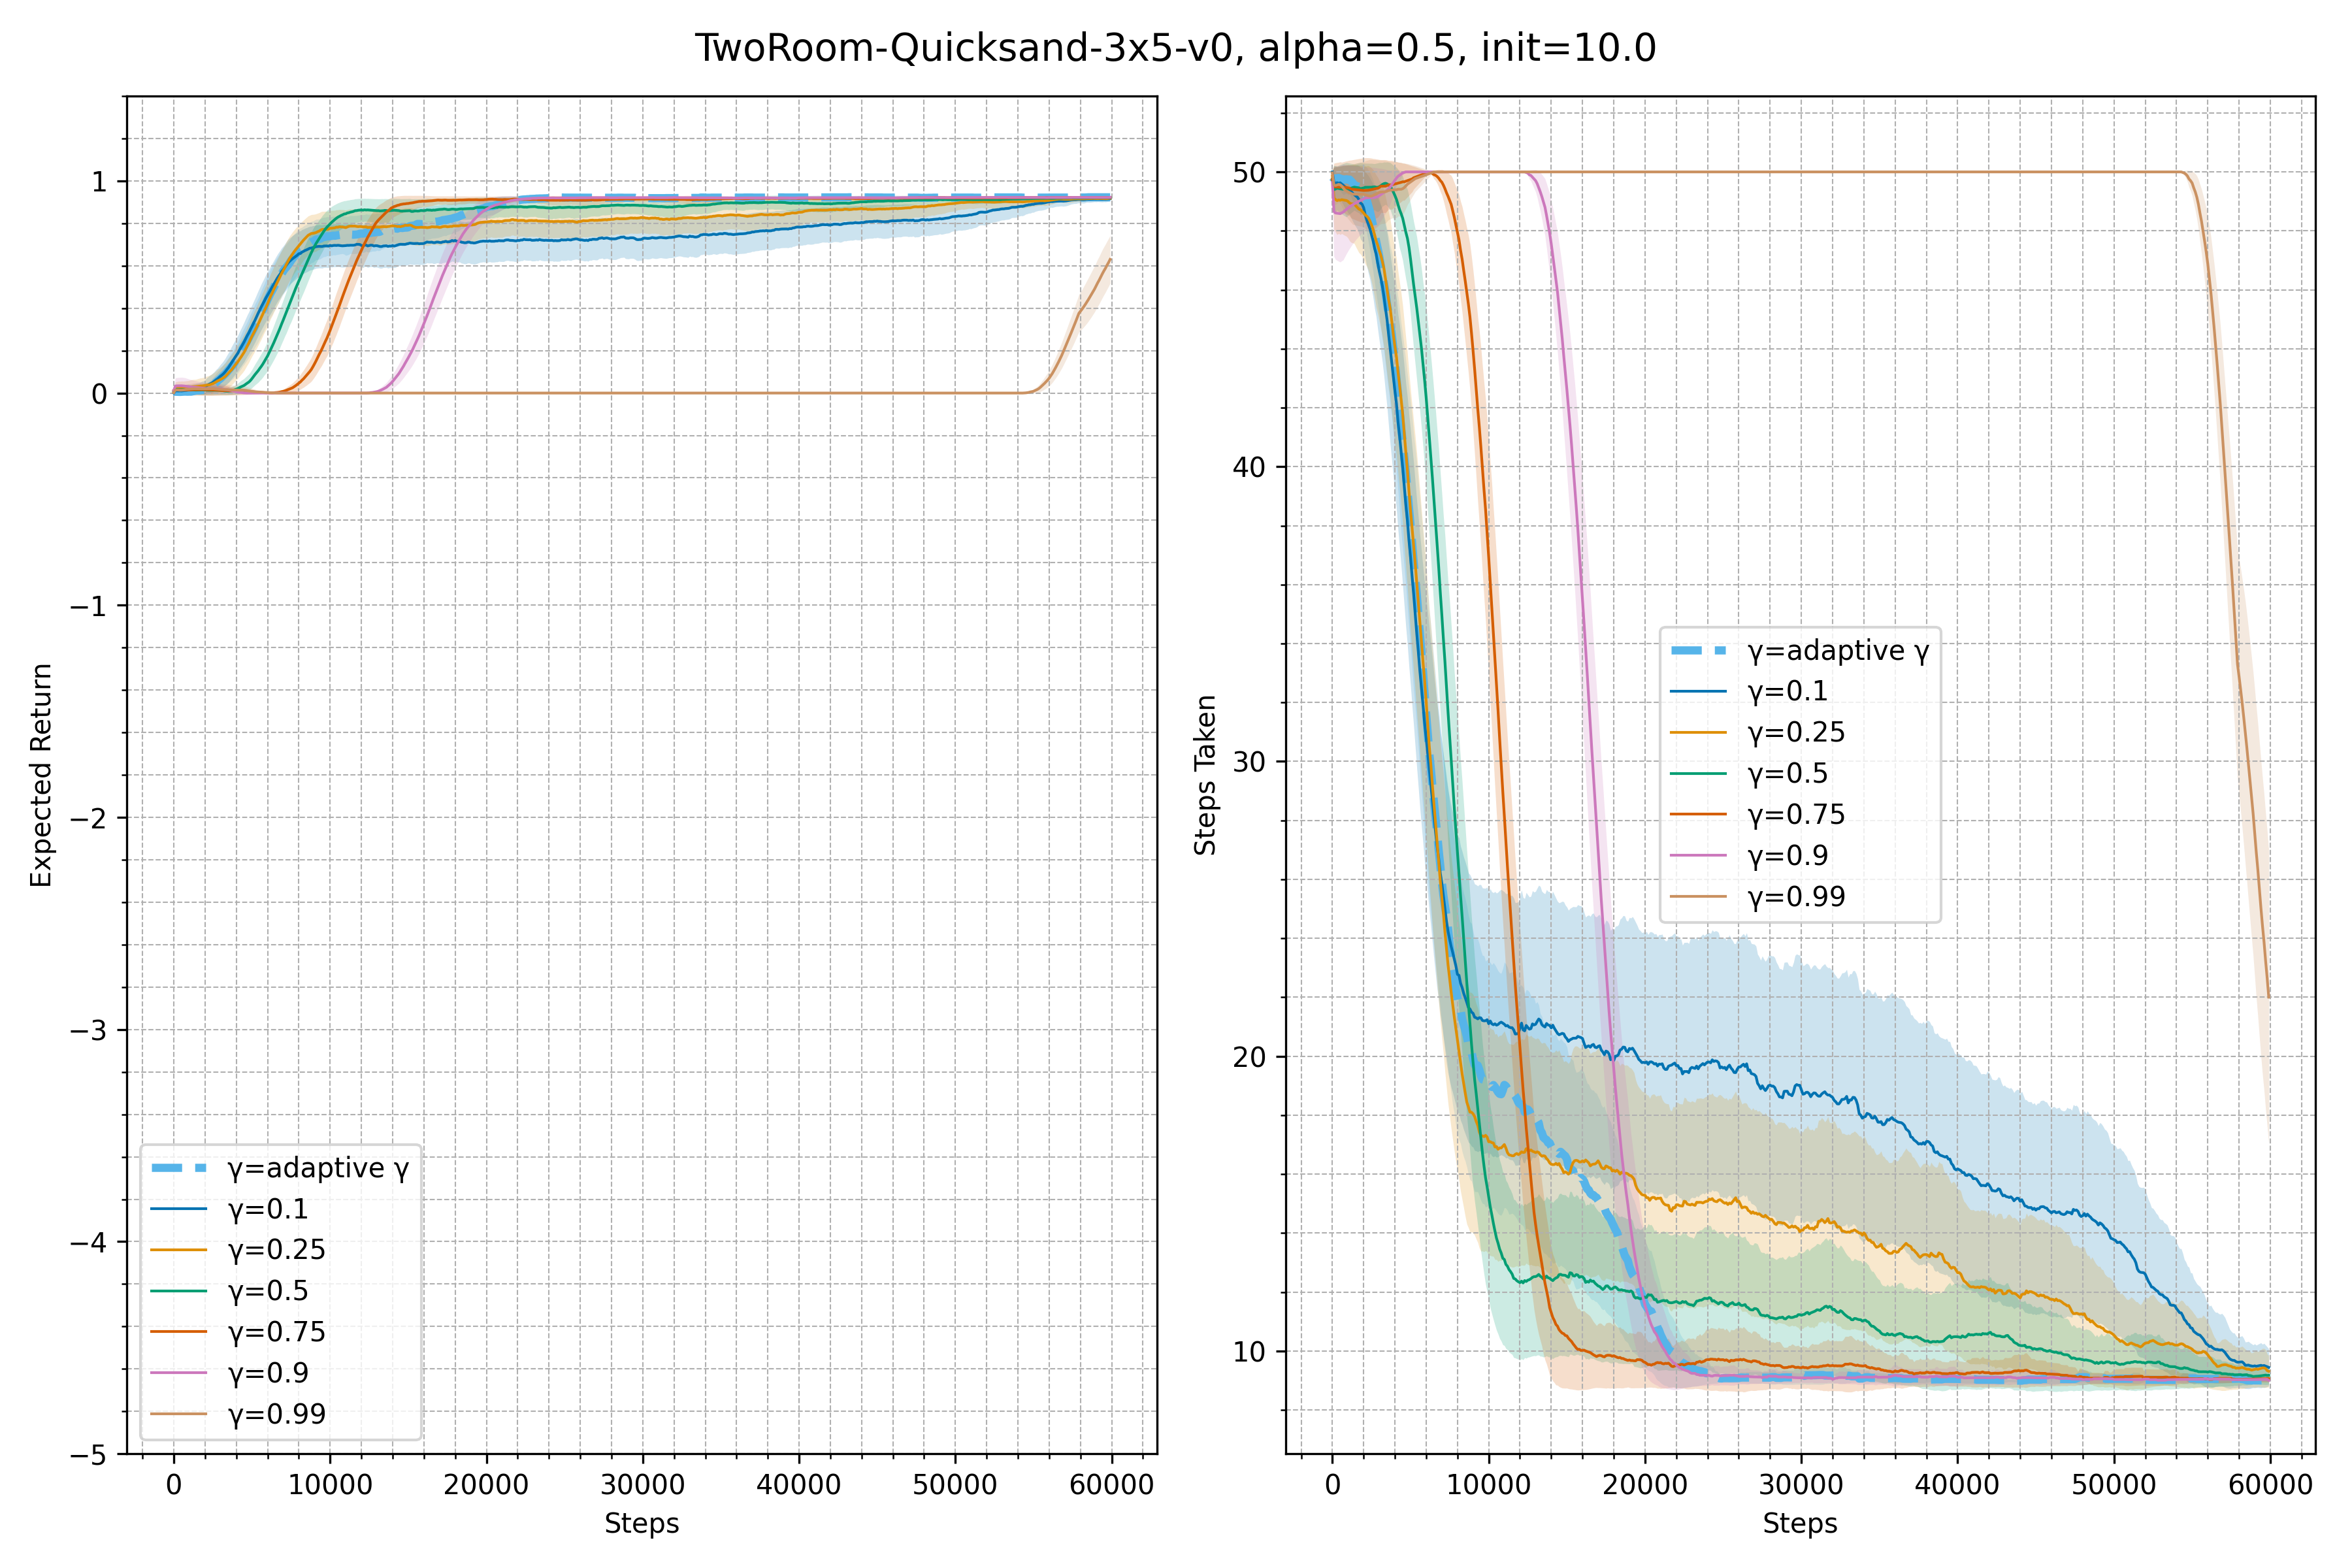 TwoRoom-Quicksand-3x5-v0, alpha=0.5, init=10.0
Expected Return
1
0
−1
−2
−3
−4
−5
0 10000 20000 30000 40000 50000 60000
Steps
γ=adaptive γ
γ=0.1
γ=0.25
γ=0.5
γ=0.75
γ=0.9
γ=0.99
Steps Taken
50
40
30
20
10
0 10000 20000 30000 40000 50000 60000
Steps
γ=adaptive γ
γ=0.1
γ=0.25
γ=0.5
γ=0.75
γ=0.9
γ=0.99